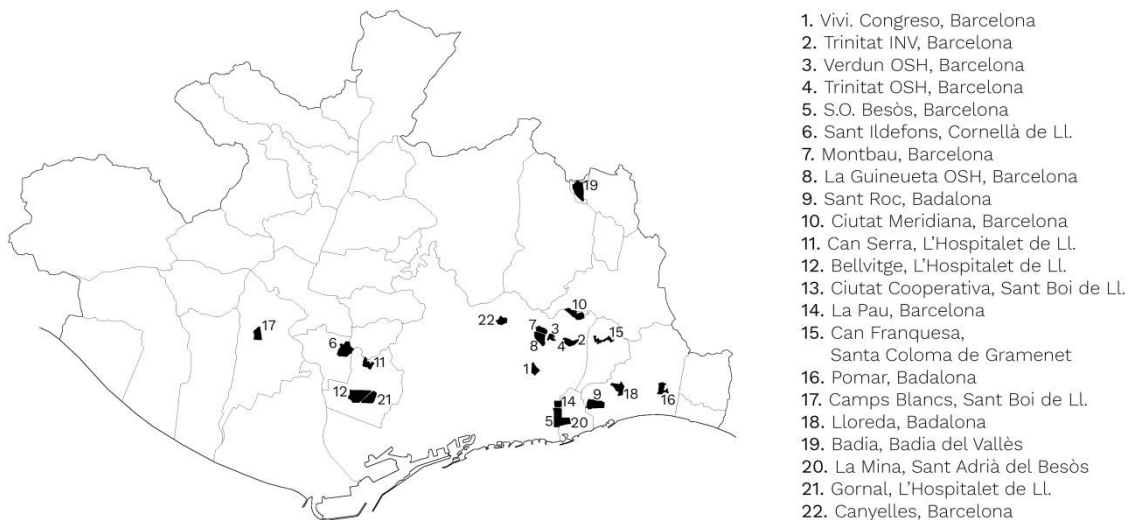 1. Vivi. Congreso, Barcelona
2. Trinitat INV, Barcelona
3. Verdun OSH, Barcelona
4. Trinitat OSH, Barcelona
5. S.O. Besòs, Barcelona
6. Sant Ildefons, Cornellà de Ll.
7. Montbau, Barcelona
8. La Guineueta OSH, Barcelona
9. Sant Roc, Badalona
10. Ciutat Meridiana, Barcelona
11. Can Serra, L'Hospitalet de Ll.
12. Bellvitge, L'Hospitalet de Ll.
13. Ciutat Cooperativa, Sant Boi de Ll.
14. La Pau, Barcelona
15. Can Franquesa,
Santa Coloma de Gramenet
16. Pomar, Badalona
17. Camps Blancs, Sant Boi de Ll.
18. Lloreda, Badalona
19. Badia, Badia del Vallès
20. La Mina, Sant Adrià del Besòs
21. Gornal, L'Hospitalet de Ll.
22. Canyelles, Barcelona
19
10
22
7
3
17
15
8
4
2
6
11
1
12
21
18
16
14
9
5
20